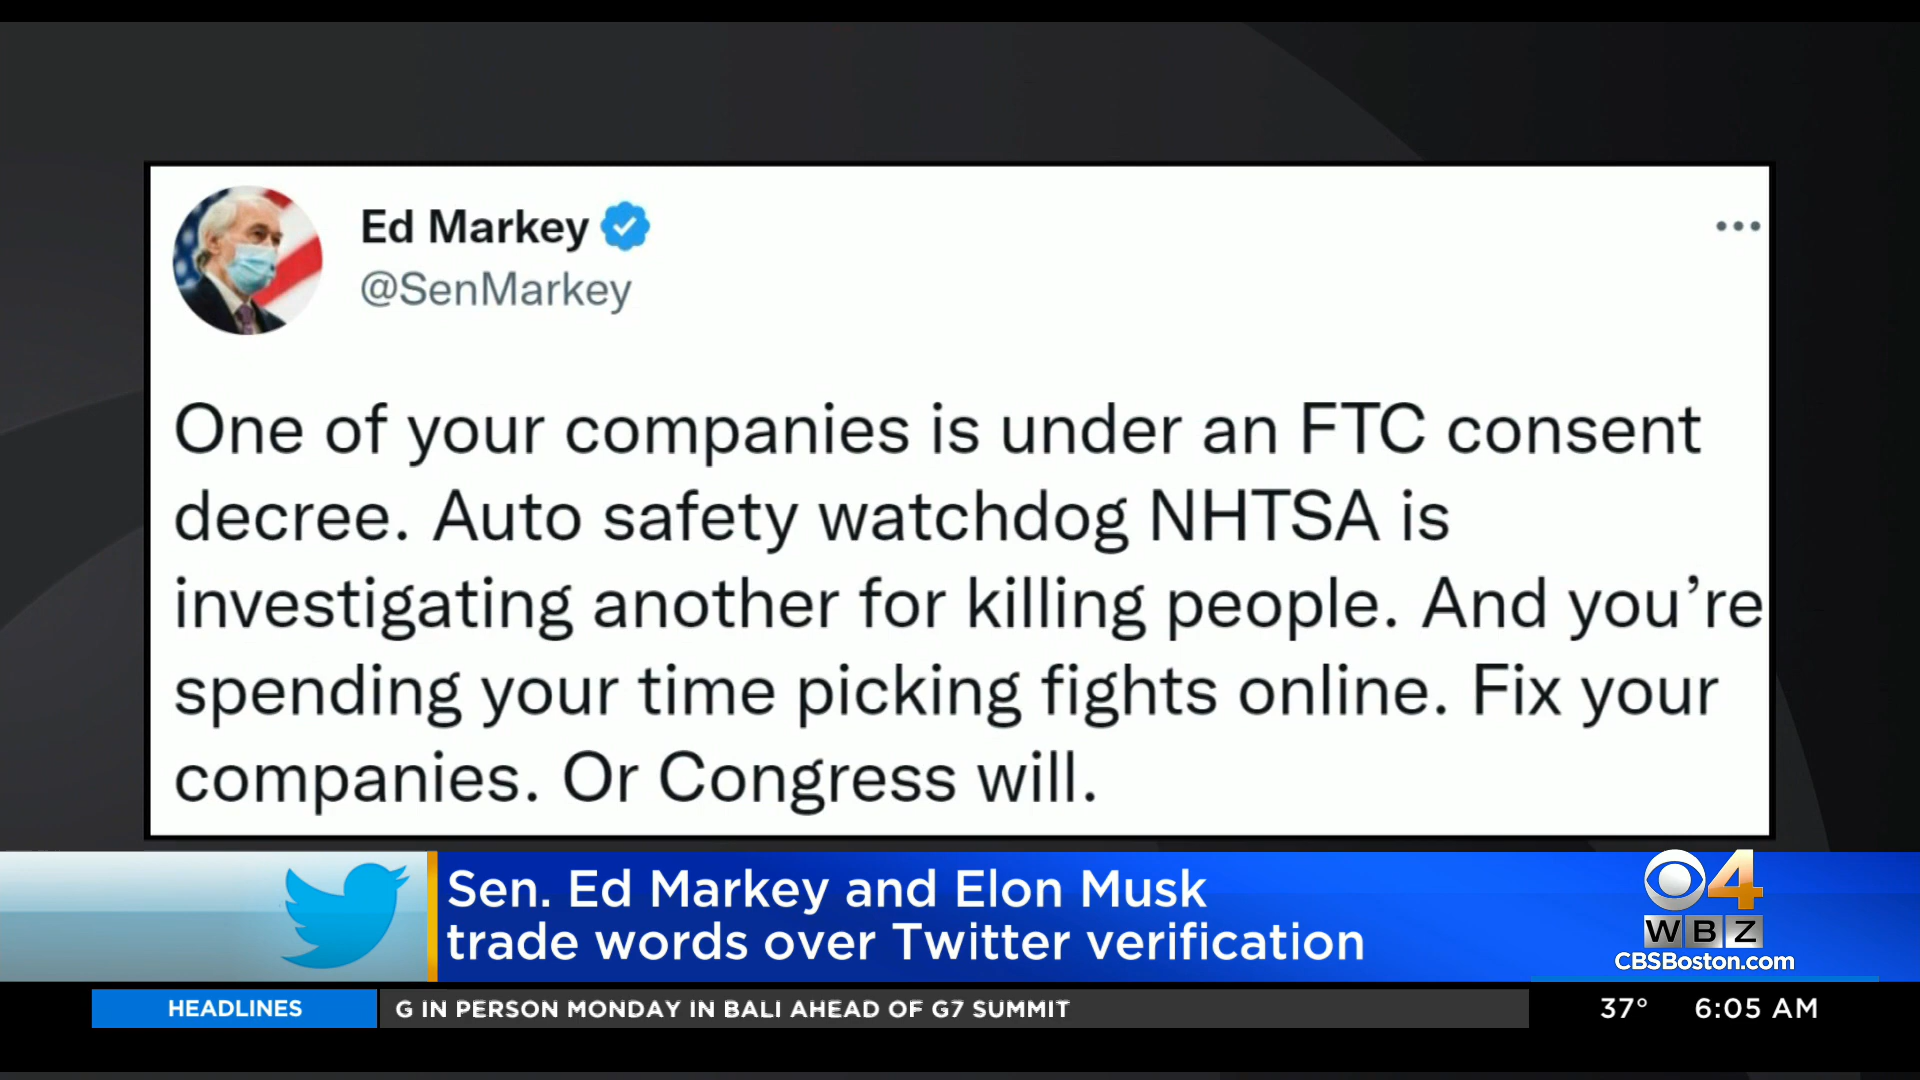 Ed Markey
@SenMarkey
One of your companies is under an FTC consent
decree. Auto safety watchdog NHTSA is
investigating another for killing people. And you’re
spending your time picking fights online. Fix your
companies. Or Congress will.
Sen. Ed Markey and Elon Musk
trade words over Twitter verification
4
WBZ
CBSBoston.com
HEADLINES
G IN PERSON MONDAY IN BALI AHEAD OF G7 SUMMIT
37°
6:05 AM